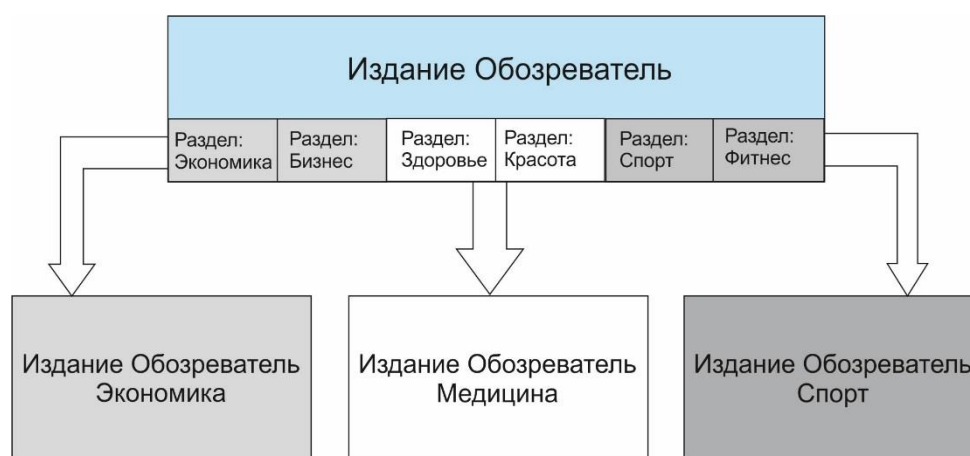 Издание Обозреватель
Раздел:
Экономика
Раздел:
Бизнес
Раздел:
Здоровье
Раздел:
Красота
Раздел:
Спорт
Раздел:
Фитнес
Издание Обозреватель
Экономика
Издание Обозреватель
Медицина
Издание Обозреватель
Спорт